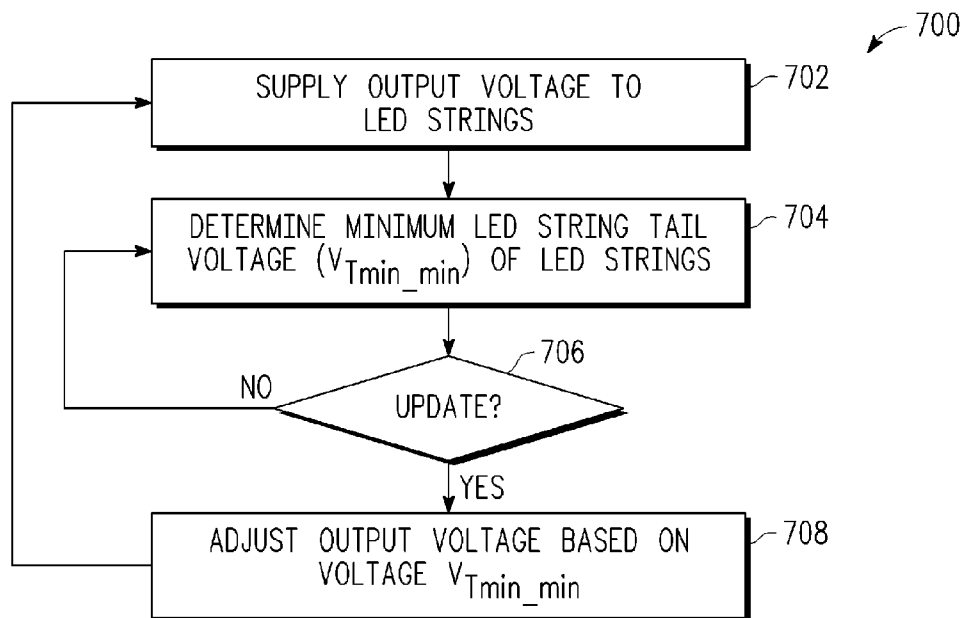 700
SUPPLY OUTPUT VOLTAGE TO
LED STRINGS
702
DETERMINE MINIMUM LED STRING TAIL
VOLTAGE (VTmin_min) OF LED STRINGS
704
706
NO
UPDATE?
YES
ADJUST OUTPUT VOLTAGE BASED ON
VOLTAGE VTmin_min
708